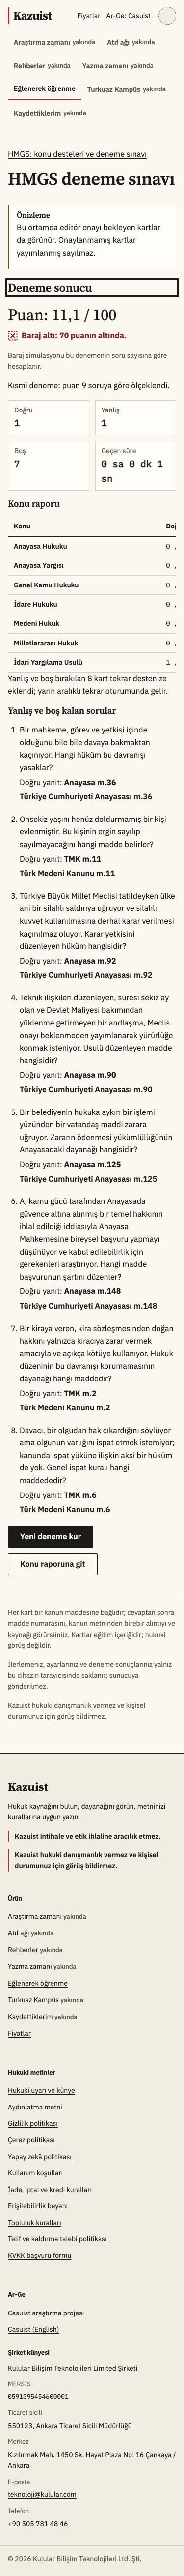 Kazuist
Fiyatlar Ar-Ge: Casuist
Araştırma zamanı yakında Atıf ağı yakında
Rehberler yakında Yazma zamanı yakında
Eğlenerek öğrenme Turkuaz Kampüs yakında
Kaydettiklerim yakında
HMGS: konu desteleri ve deneme sınavı
HMGS deneme sınavı
Önizleme
Bu ortamda editör onayı bekleyen kartlar
da görünür. Onaylanmamış kartlar
yayınlanmış sayılmaz.
Deneme sonucu
Puan: 11,1 / 100
Baraj altı: 70 puanın altında.
Baraj simülasyonu bu denemenin soru sayısına göre
hesaplanır.
Kısmi deneme: puan 9 soruya göre ölçeklendi.
Doğru
1
Yanlış
1
Boş
7
Geçen süre
0 sa 0 dk 1
sn
Konu raporu
Konu
Anayasa Hukuku
Anayasa Yargısı
Genel Kamu Hukuku
İdare Hukuku
Medeni Hukuk
Milletlerarası Hukuk
İdari Yargılama Usulü
Yanlış ve boş bırakılan 8 kart tekrar destenize
eklendi; yarın aralıklı tekrar oturumunda gelir.
Yanlış ve boş kalan sorular
1. Bir mahkeme, görev ve yetkisi içinde
olduğunu bile bile davaya bakmaktan
kaçınıyor. Hangi hüküm bu davranışı
yasaklar?
Doğru yanıt: Anayasa m.36
Türkiye Cumhuriyeti Anayasası m.36
2. Onsekiz yaşını henüz doldurmamış bir kişi
evlenmiştir. Bu kişinin ergin sayılıp
sayılmayacağını hangi madde belirler?
Doğru yanıt: TMK m.11
Türk Medeni Kanunu m.11
3. Türkiye Büyük Millet Meclisi tatildeyken ülke
ani bir silahlı saldırıya uğruyor ve silahlı
kuvvet kullanılmasına derhal karar verilmesi
kaçınılmaz oluyor. Karar yetkisini
düzenleyen hüküm hangisidir?
Doğru yanıt: Anayasa m.92
Türkiye Cumhuriyeti Anayasası m.92
4. Teknik ilişkileri düzenleyen, süresi sekiz ay
olan ve Devlet Maliyesi bakımından
yüklenme getirmeyen bir andlaşma, Meclis
onayı beklenmeden yayımlanarak yürürlüğe
konmak isteniyor. Usulü düzenleyen madde
hangisidir?
Doğru yanıt: Anayasa m.90
Türkiye Cumhuriyeti Anayasası m.90
5. Bir belediyenin hukuka aykırı bir işlemi
yüzünden bir vatandaş maddi zarara
uğruyor. Zararın ödenmesi yükümlülüğünün
Anayasadaki dayanağı hangisidir?
Doğru yanıt: Anayasa m.125
Türkiye Cumhuriyeti Anayasası m.125
6. A, kamu gücü tarafından Anayasada
güvence altına alınmış bir temel hakkının
ihlal edildiği iddiasıyla Anayasa
Mahkemesine bireysel başvuru yapmayı
düşünüyor ve kabul edilebilirlik için
gerekenleri araştırıyor. Hangi madde
başvurunun şartını düzenler?
Doğru yanıt: Anayasa m.148
Türkiye Cumhuriyeti Anayasası m.148
7. Bir kiraya veren, kira sözleşmesinden doğan
hakkını yalnızca kiracıya zarar vermek
amacıyla ve açıkça kötüye kullanıyor. Hukuk
düzeninin bu davranışı korumamasının
dayanağı hangi maddedir?
Doğru yanıt: TMK m.2
Türk Medeni Kanunu m.2
8. Davacı, bir olgudan hak çıkardığını söylüyor
ama olgunun varlığını ispat etmek istemiyor;
kanunda ispat yüküne ilişkin aksi bir hüküm
de yok. Genel ispat kuralı hangi
maddededir?
Doğru yanıt: TMK m.6
Türk Medeni Kanunu m.6
Yeni deneme kur
Konu raporuna git
Her kart bir kanun maddesine bağlıdır; cevaptan sonra
madde numarasını, kanun metninden birebir alıntıyı ve
kaynağı görürsünüz. Kartlar eğitim içeriğidir; hukuki
görüş değildir.
İlerlemeniz, ayarlarınız ve deneme sonuçlarınız yalnız
bu cihazın tarayıcısında saklanır; sunucuya
gönderilmez.
Kazuist hukuki danışmanlık vermez ve kişisel
durumunuz için görüş bildirmez.
Kazuist
Hukuk kaynağını bulun, dayanağını görün, metninizi
kurallarına uygun yazın.
Kazuist intihale ve etik ihlaline aracılık etmez.
Kazuist hukuki danışmanlık vermez ve kişisel
durumunuz için görüş bildirmez.
Ürün
Araştırma zamanı yakında
Atıf ağı yakında
Rehberler yakında
Yazma zamanı yakında
Eğlenerek öğrenme
Turkuaz Kampüs yakında
Kaydettiklerim yakında
Fiyatlar
Hukuki metinler
Hukuki uyarı ve künye
Aydınlatma metni
Gizlilik politikası
Çerez politikası
Yapay zekâ politikası
Kullanım koşulları
İade, iptal ve kredi kuralları
Erişilebilirlik beyanı
Topluluk kuralları
Telif ve kaldırma talebi politikası
KVKK başvuru formu
Ar-Ge
Casuist araştırma projesi
Casuist (English)
Şirket künyesi
Kulular Bilişim Teknolojileri Limited Şirketi
MERSİS
0591095454600001
Ticaret sicili
550123, Ankara Ticaret Sicili Müdürlüğü
Merkez
Kızılırmak Mah. 1450 Sk. Hayat Plaza No: 16 Çankaya /
Ankara
E-posta
teknoloji@kulular.com
Telefon
+90 505 781 48 46
© 2026 Kulular Bilişim Teknolojileri Ltd. Şti.